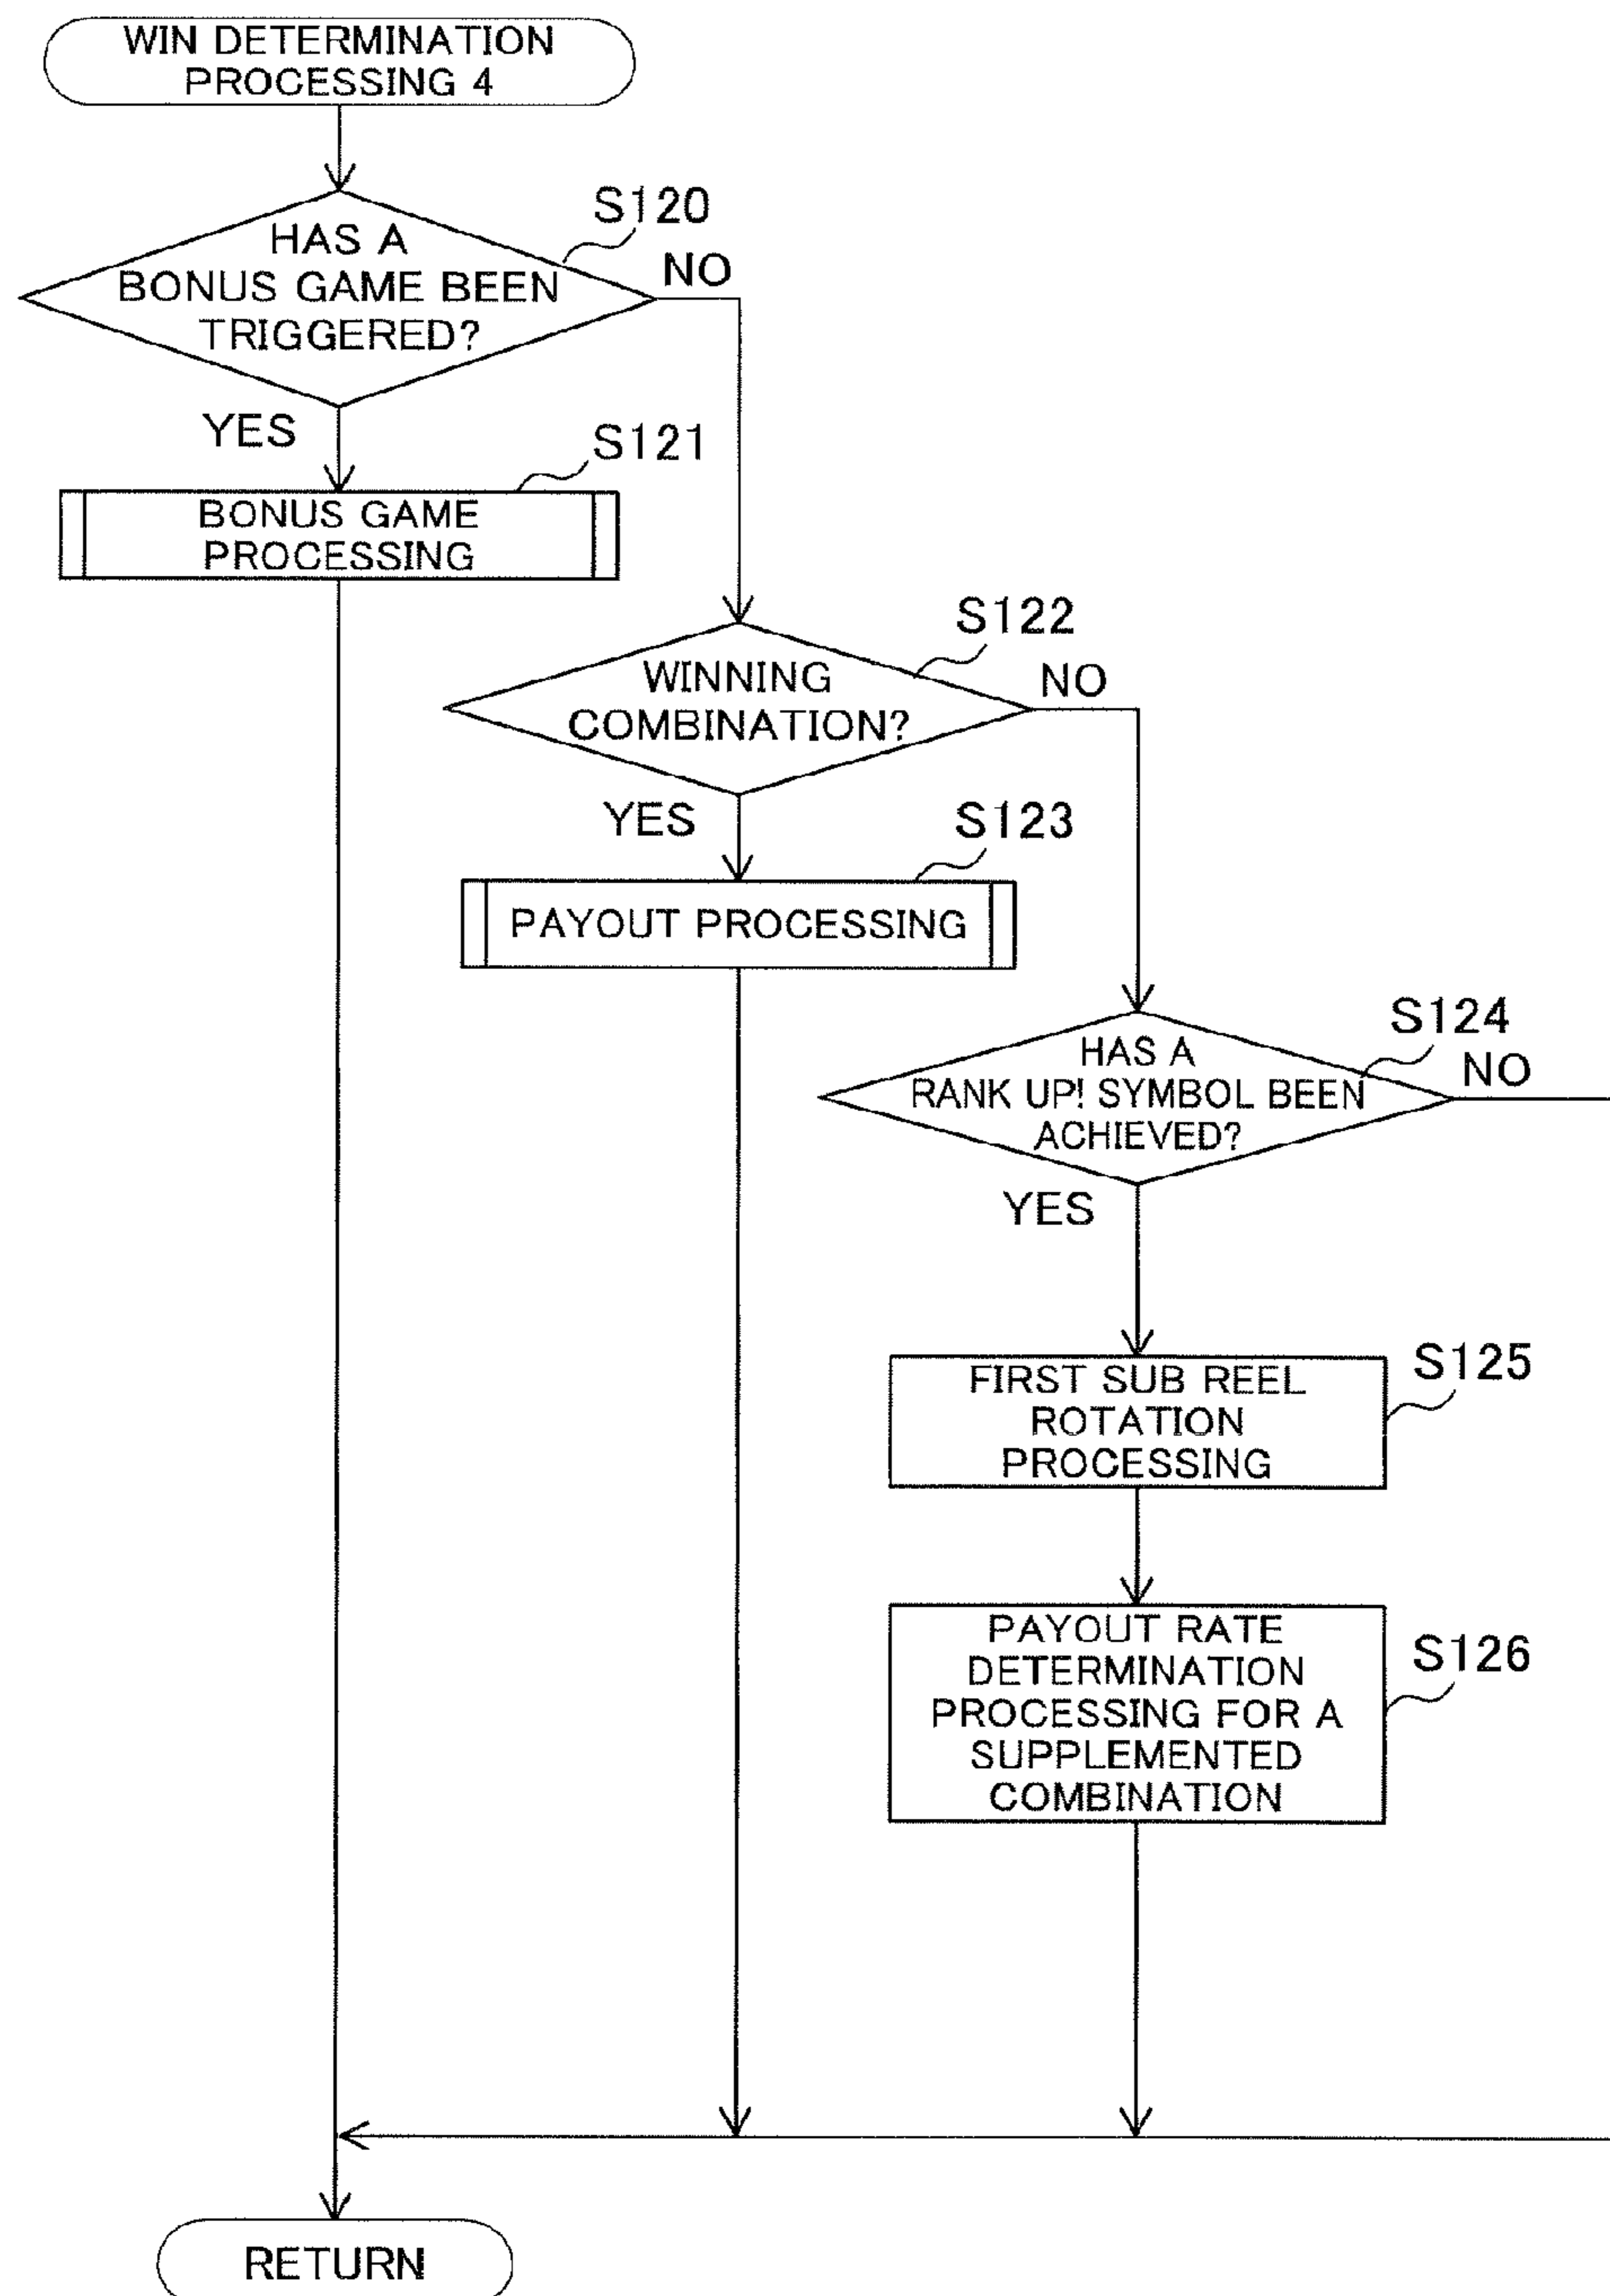 WIN DETERMINATION
PROCESSING 4
S120
HAS A
BONUS GAME BEEN
TRIGGERED?
NO
YES
S121
BONUS GAME
PROCESSING
S122
WINNING
COMBINATION?
NO
YES
S123
PAYOUT PROCESSING
S124
HAS A
RANK UP! SYMBOL BEEN
ACHIEVED?
NO
YES
S125
FIRST SUB REEL
ROTATION
PROCESSING
S126
PAYOUT RATE
DETERMINATION
PROCESSING FOR A
SUPPLEMENTED
COMBINATION
RETURN